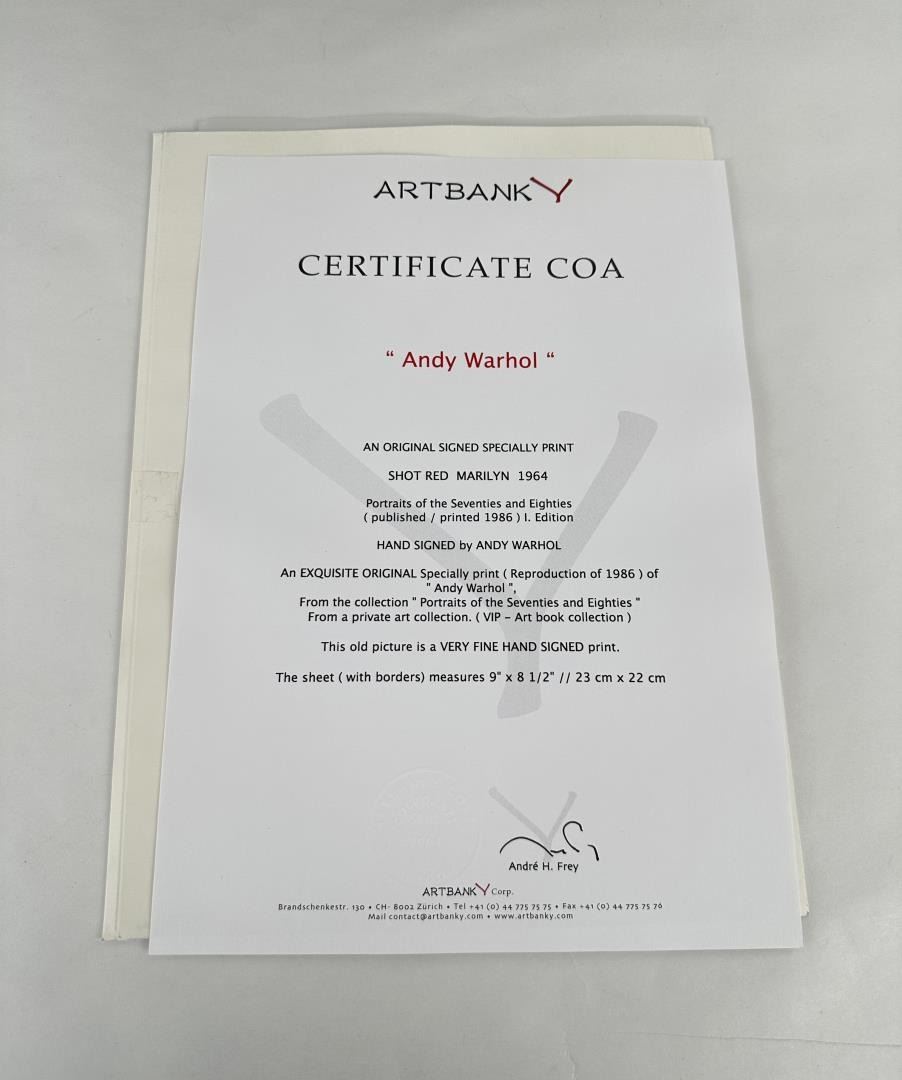 ARTBANKY
CERTIFICATE COA
“ Andy Warhol “
AN ORIGINAL SIGNED SPECIALLY PRINT
SHOT RED MARILYN 1964
Portraits of the Seventies and Eighties
( published / printed 1986 ) I. Edition
HAND SIGNED by ANDY WARHOL
An EXQUISITE ORIGINAL Specially print ( Reproduction of 1986 ) of
" Andy Warhol ",
From the collection " Portraits of the Seventies and Eighties "
From a private art collection. ( VIP – Art book collection )
This old picture is a VERY FINE HAND SIGNED print.
The sheet ( with borders) measures 9" x 8 1/2" // 23 cm x 22 cm
André H. Frey
ARTBANKY Corp.
Brandschenkestr. 130 • CH- 8002 Zürich • Tel +41 (0) 44 775 75 75 • Fax +41 (0) 44 775 75 76
Mail contact@artbanky.com • www.artbanky.com